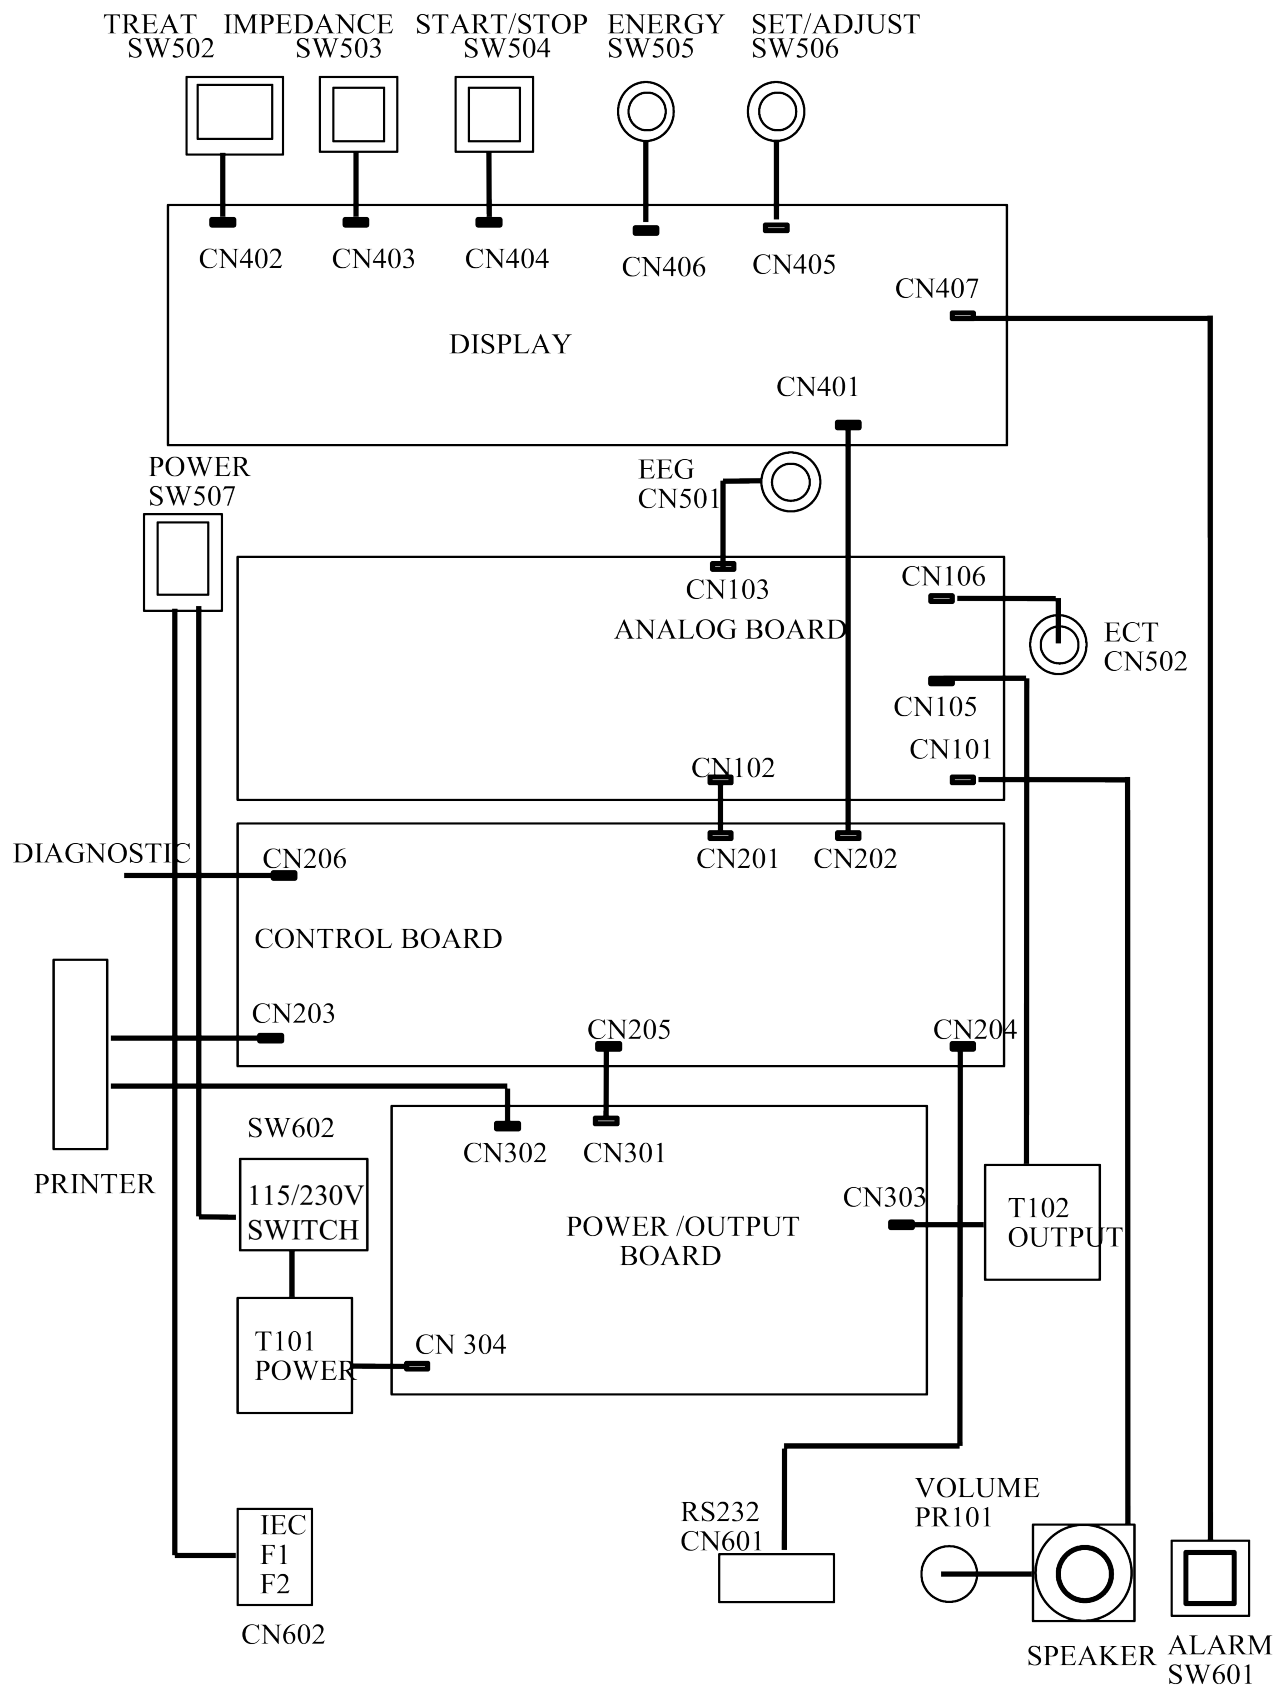 TREAT IMPEDANCE START/STOP ENERGY SET/ADJUST
SW502 SW503 SW504 SW505 SW506
CN402 CN403 CN404 CN406 CN405
CN407
DISPLAY
CN401
POWER
SW507
EEG
CN501
CN103
CN106
ANALOG BOARD
ECT
CN502
CN105
CN101
CN102
DIAGNOSTIC
CN206
CN201
CN202
CONTROL BOARD
CN203
CN205
CN204
SW602
CN302
CN301
PRINTER
115/230V
SWITCH
CN303
POWER /OUTPUT
BOARD
T102
OUTPUT
T101
POWER
CN 304
IEC
F1
F2
CN602
RS232
CN601
VOLUME
PR101
SPEAKER
ALARM
SW601